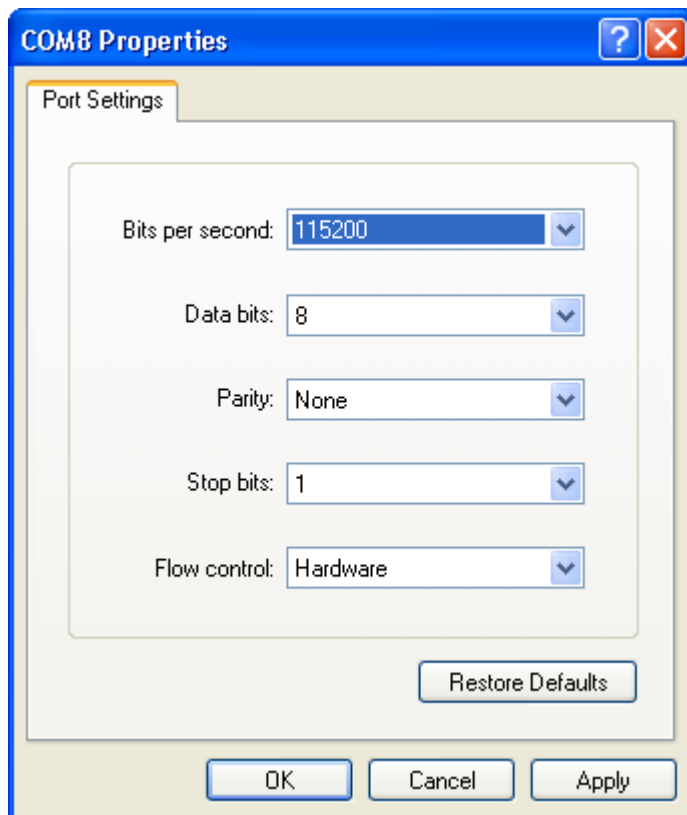 COM8 Properties
Port Settings
Bits per second: 115200
Data bits: 8
Parity: None
Stop bits: 1
Flow control: Hardware
Restore Defaults
OK Cancel Apply